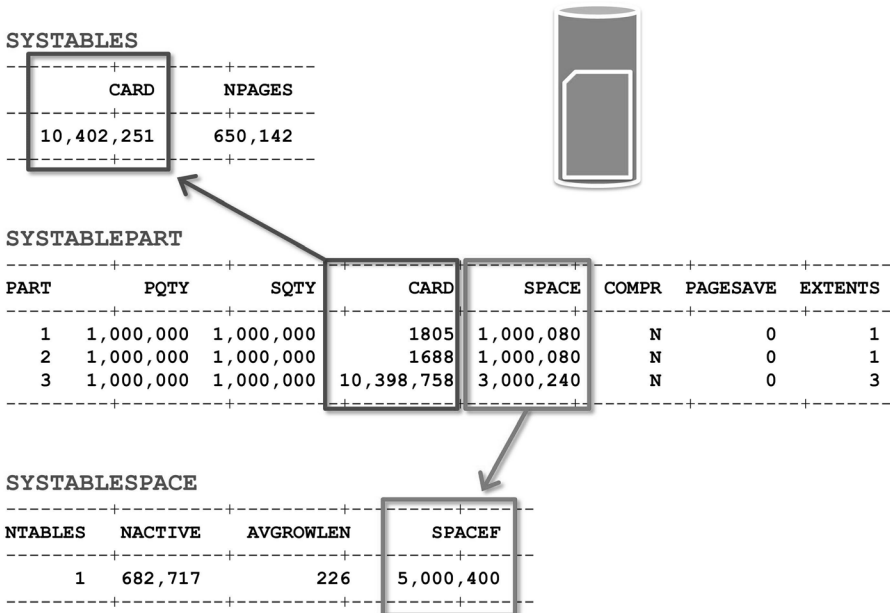 SYSTABLES
CARD NPAGES
10,402,251 650,142
SYSTABLEPART
PART PQTY SQTY CARD SPACE COMPR PAGESAVE EXTENTS
1 1,000,000 1,000,000 1805 1,000,080 N 0 1
2 1,000,000 1,000,000 1688 1,000,080 N 0 1
3 1,000,000 1,000,000 10,398,758 3,000,240 N 0 3
SYSTABLESPACE
NTABLES NACTIVE AVGROWLEN SPACEF
1 682,717 226 5,000,400